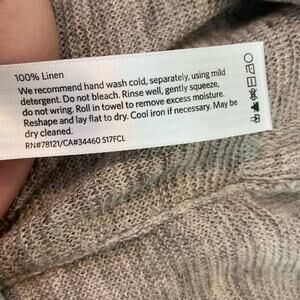 100% Linen
We recommend hand wash cold, separately, using mild
detergent. Do not bleach. Rinse well, gently squeeze,
do not wring. Roll in towel to remove excess moisture.
Reshape and lay flat to dry. Cool iron if necessary. May be
dry cleaned.
RN#78121/CA#34460 S17FCL